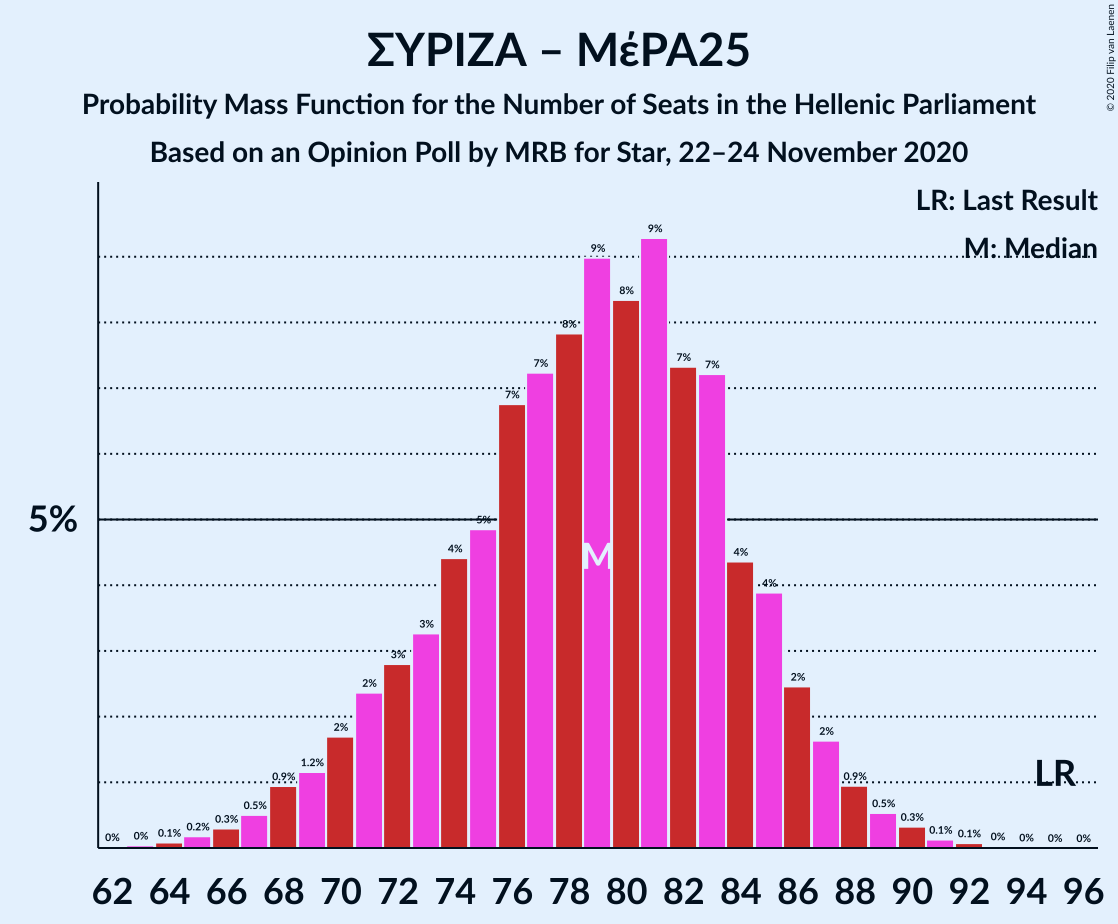 ΣΥΡΙΖΑ – ΜέΡΑ25
Probability Mass Function for the Number of Seats in the Hellenic Parliament
Based on an Opinion Poll by MRB for Star, 22–24 November 2020
© 2020 Filip van Laenen
LR: Last Result
M: Median
5%
0% 0% 0.1% 0.2% 0.3% 0.5% 0.9% 1.2% 2% 2% 3% 3% 4% 5% 7% 7% 8% 9% 8% 9% 7% 7% 4% 4% 2% 2% 0.9% 0.5% 0.3% 0.1% 0.1% 0% 0% 0% 0%
M
LR
62 64 66 68 70 72 74 76 78 80 82 84 86 88 90 92 94 96